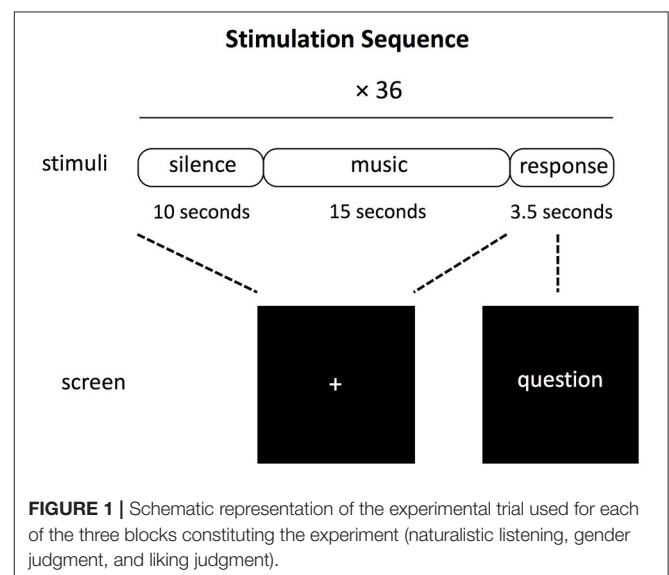 Stimulation Sequence
× 36
stimuli silence music response
10 seconds 15 seconds 3.5 seconds
screen + question
FIGURE 1 | Schematic representation of the experimental trial used for each
of the three blocks constituting the experiment (naturalistic listening, gender
judgment, and liking judgment).